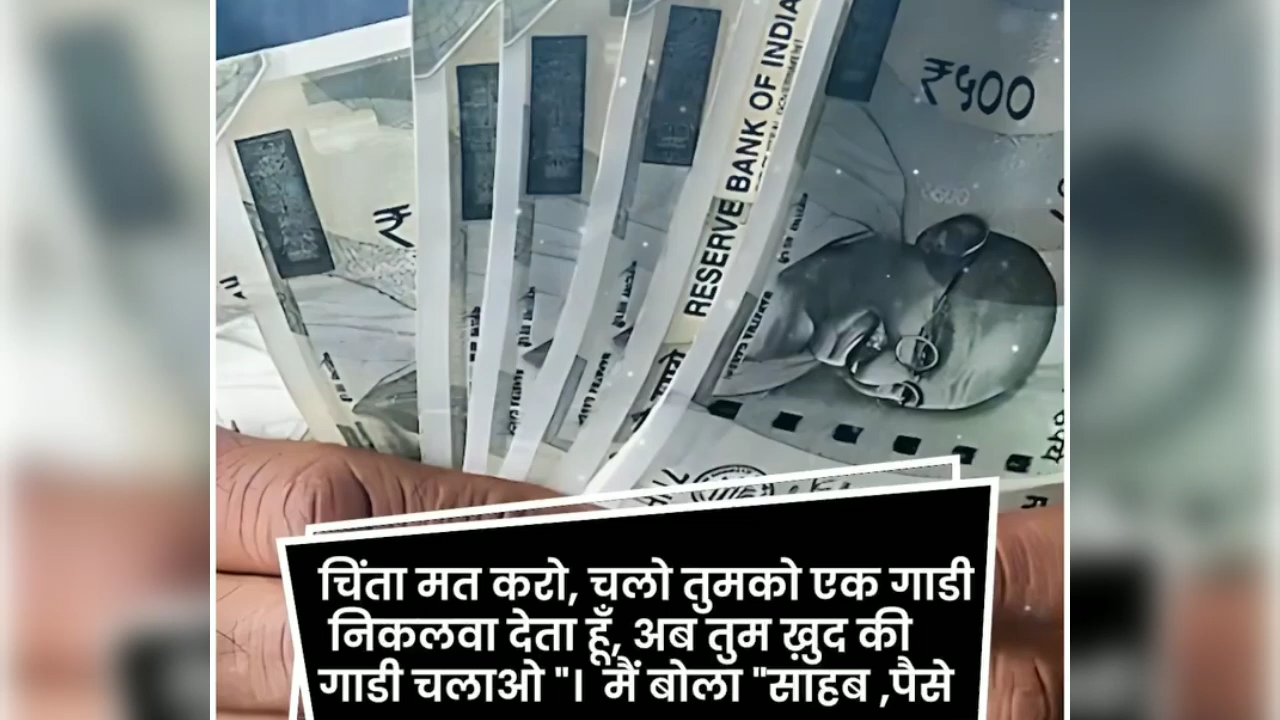 ₹५००
RESERVE BANK OF INDIA
₹
चिंता मत करो, चलो तुमको एक गाडी
निकलवा देता हूँ, अब तुम ख़ुद की
गाडी चलाओ "। मैं बोला "साहब ,पैसे